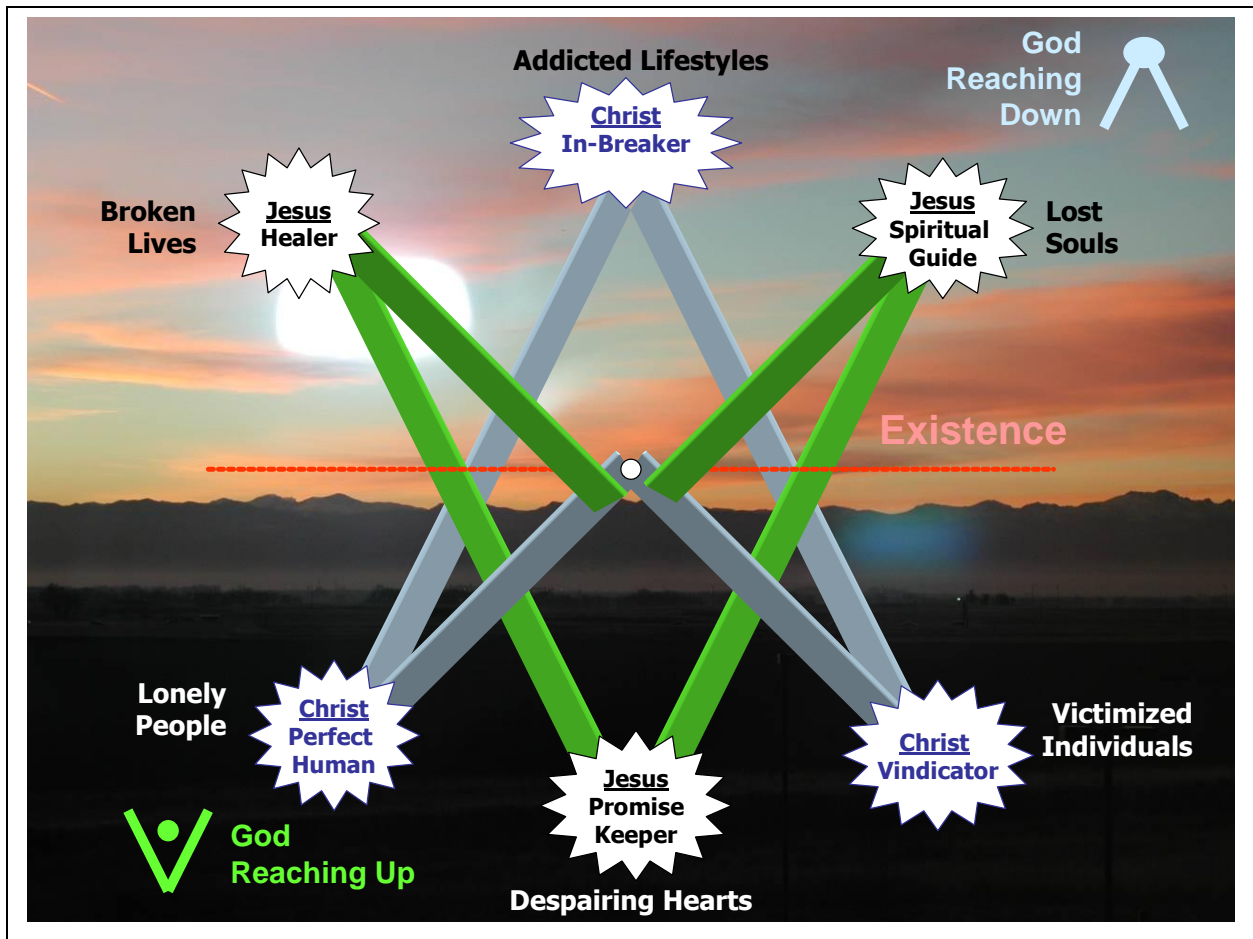 God
Reaching
Down
Addicted Lifestyles
Christ
In-Breaker
Broken
Lives
Jesus
Healer
Jesus
Spiritual
Guide
Lost
Souls
Existence
Lonely
People
Christ
Perfect
Human
Jesus
Promise
Keeper
Christ
Vindicator
Victimized
Individuals
God
Reaching Up
Despairing Hearts